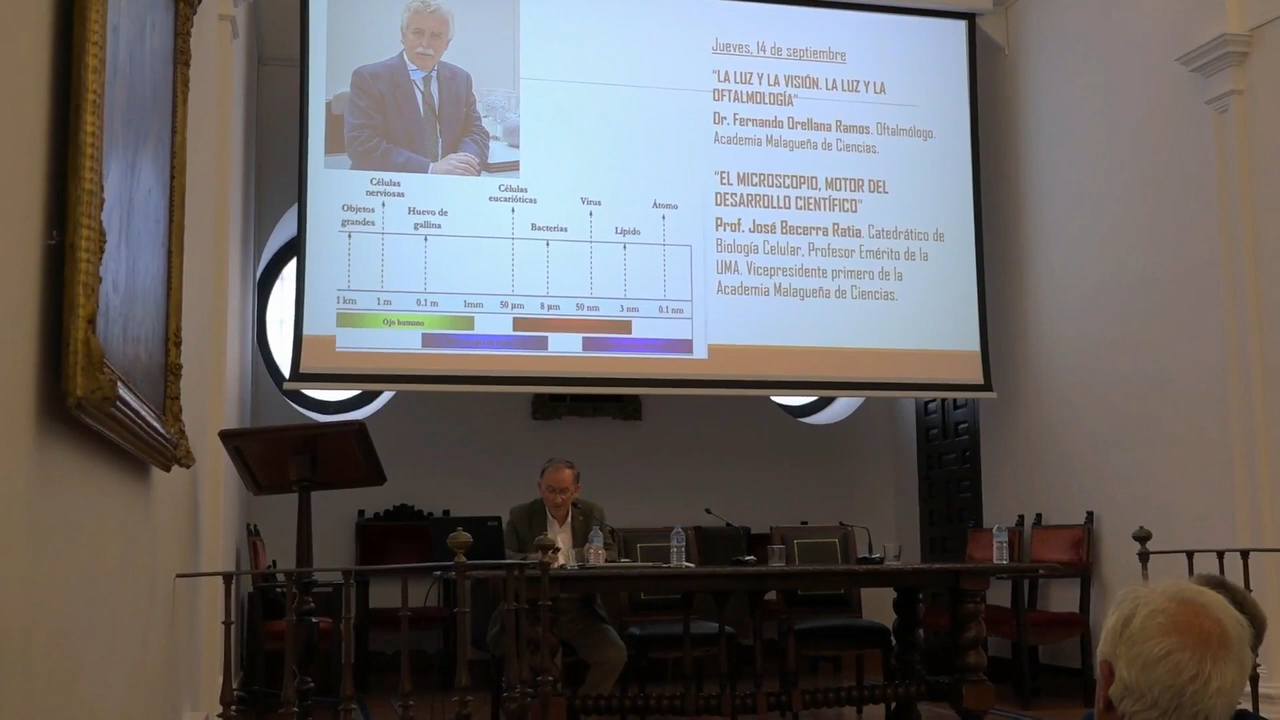 Jueves, 14 de septiembre
"LA LUZ Y LA VISIÓN. LA LUZ Y LA
OFTALMOLOGÍA"
Dr. Fernando Orellana Ramos. Oftalmólogo.
Academia Malagueña de Ciencias.
"EL MICROSCOPIO, MOTOR DEL
DESARROLLO CIENTÍFICO"
Prof. José Becerra Ratia. Catedrático de
Biología Celular, Profesor Emérito de la
UMA. Vicepresidente primero de la
Academia Malagueña de Ciencias.
Células
nerviosas
Células
eucarióticas
Virus
Átomo
Objetos
grandes
Huevo de
gallina
Bacterias
Lípido
1 km 1 m 0.1 m 1mm 50 µm 8 µm 50 nm 3 nm 0.1 nm
Ojo humano